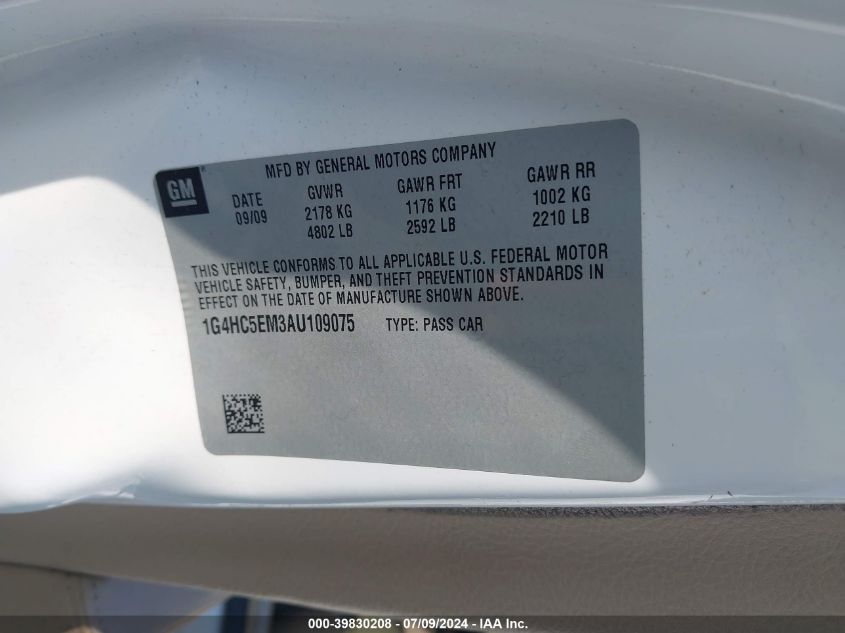 MFD BY GENERAL MOTORS COMPANY
GM
DATE GVWR GAWR FRT GAWR RR
09/09 2178 KG 1176 KG 1002 KG
4802 LB 2592 LB 2210 LB
THIS VEHICLE CONFORMS TO ALL APPLICABLE U.S. FEDERAL MOTOR
VEHICLE SAFETY, BUMPER, AND THEFT PREVENTION STANDARDS IN
EFFECT ON THE DATE OF MANUFACTURE SHOWN ABOVE.
1G4HC5EM3AU109075 TYPE: PASS CAR
000-39830208 - 07/09/2024 - IAA Inc.